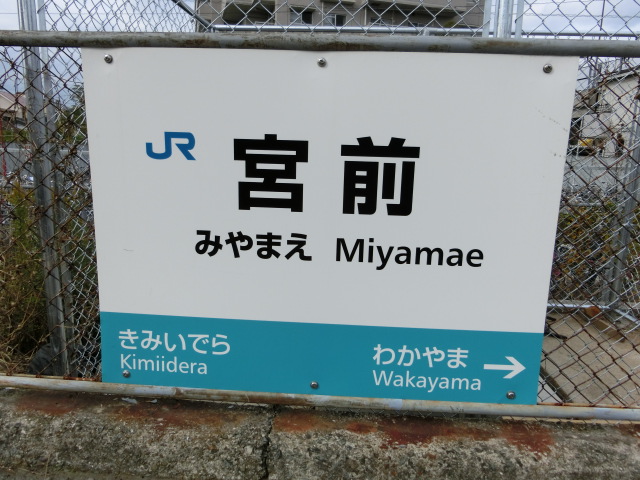 JR 宮前
みやまえ Miyamae
きみいでら
Kimiidera
わかやま →
Wakayama